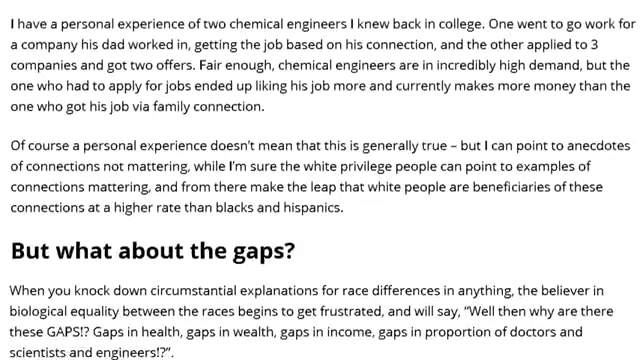 I have a personal experience of two chemical engineers I knew back in college. One went to go work for
a company his dad worked in, getting the job based on his connection, and the other applied to 3
companies and got two offers. Fair enough, chemical engineers are in incredibly high demand, but the
one who had to apply for jobs ended up liking his job more and currently makes more money than the
one who got his job via family connection.
Of course a personal experience doesn't mean that this is generally true – but I can point to anecdotes
of connections not mattering, while I'm sure the white privilege people can point to examples of
connections mattering, and from there make the leap that white people are beneficiaries of these
connections at a higher rate than blacks and hispanics.
But what about the gaps?
When you knock down circumstantial explanations for race differences in anything, the believer in
biological equality between the races begins to get frustrated, and will say, "Well then why are there
these GAPS!? Gaps in health, gaps in wealth, gaps in income, gaps in proportion of doctors and
scientists and engineers!?".